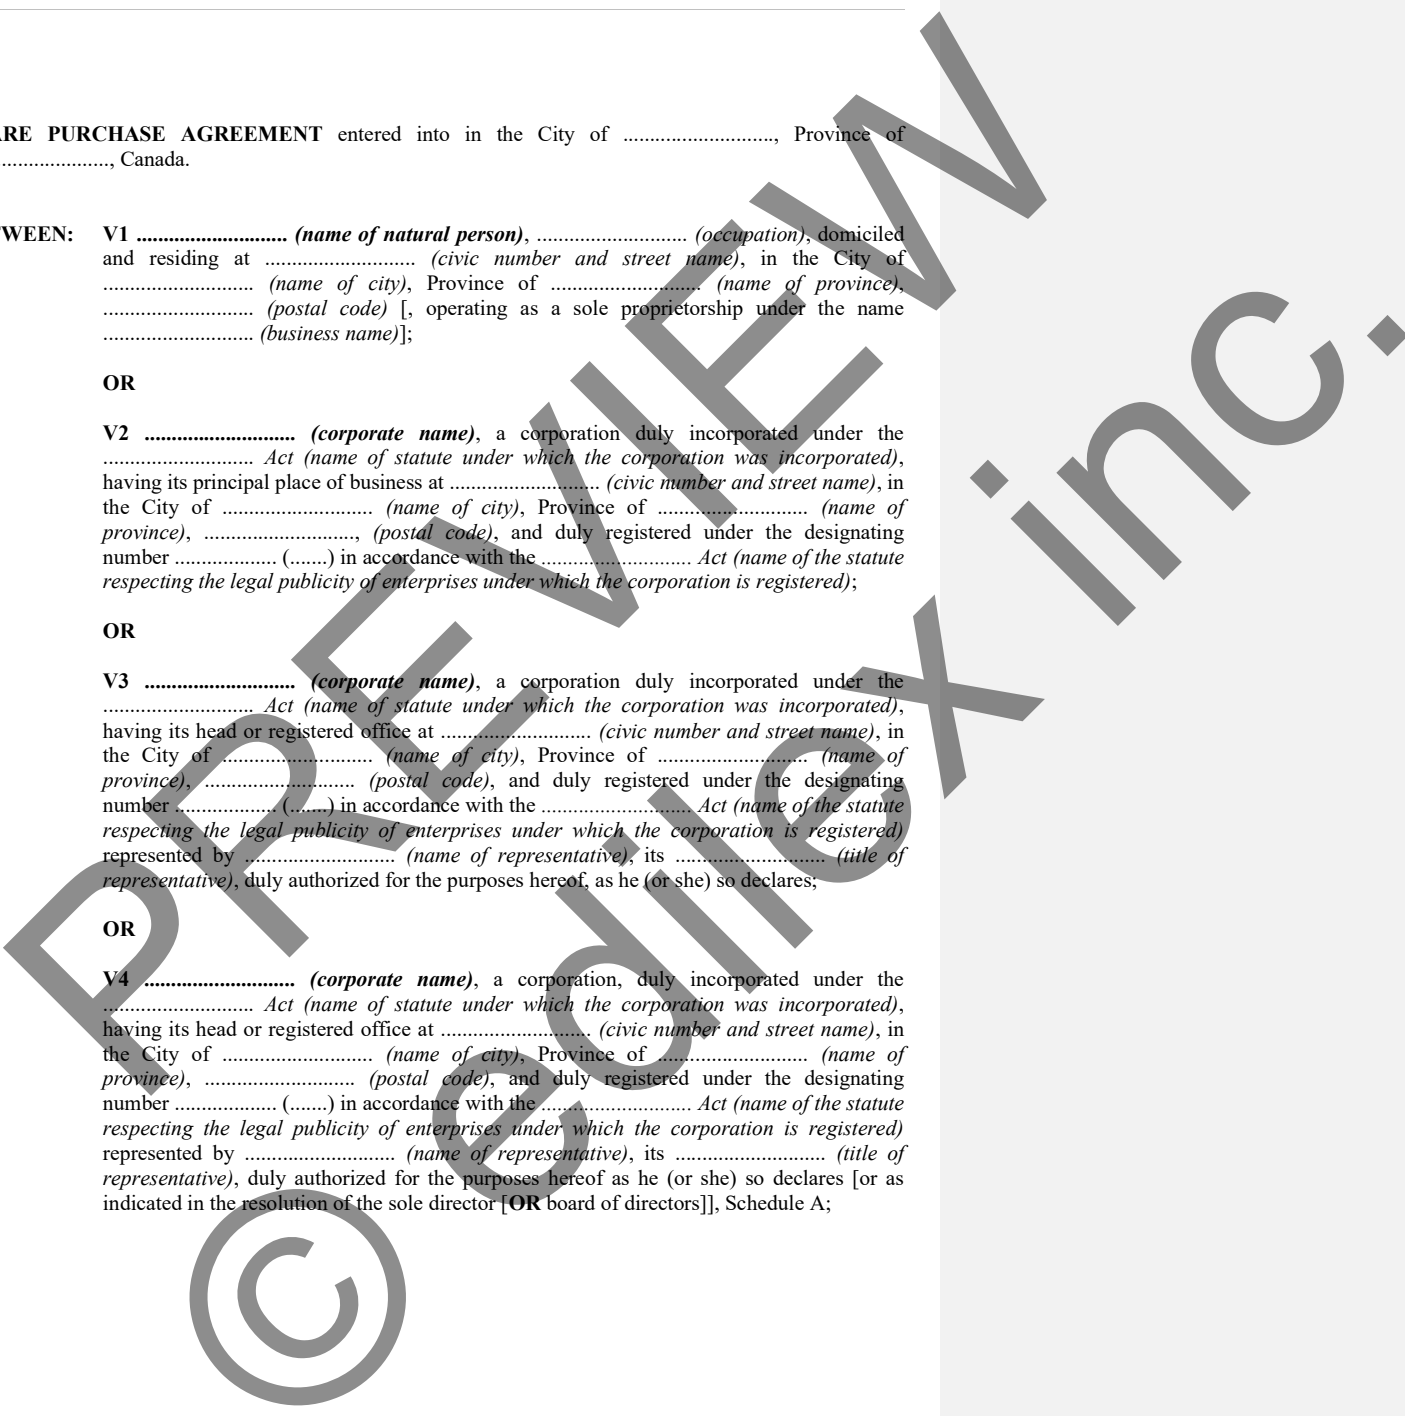 ARE PURCHASE AGREEMENT entered into in the City of ............................, Province of
....................., Canada.
WEEN: V1 ............................ (name of natural person), ............................ (occupation), domiciled
and residing at ............................ (civic number and street name), in the City of
............................ (name of city), Province of ............................ (name of province),
............................ (postal code) [, operating as a sole proprietorship under the name
............................ (business name)];
OR
V2 ............................ (corporate name), a corporation duly incorporated under the
............................ Act (name of statute under which the corporation was incorporated),
having its principal place of business at ............................ (civic number and street name), in
the City of ............................ (name of city), Province of ............................ (name of
province), ............................, (postal code), and duly registered under the designating
number ................... (.......) in accordance with the ............................ Act (name of the statute
respecting the legal publicity of enterprises under which the corporation is registered);
OR
V3 ............................ (corporate name), a corporation duly incorporated under the
............................ Act (name of statute under which the corporation was incorporated),
having its head or registered office at ............................ (civic number and street name), in
the City of ............................ (name of city), Province of ............................ (name of
province), ............................ (postal code), and duly registered under the designating
number ................... (.......) in accordance with the ............................ Act (name of the statute
respecting the legal publicity of enterprises under which the corporation is registered)
represented by ............................ (name of representative), its ............................ (title of
representative), duly authorized for the purposes hereof, as he (or she) so declares;
OR
V4 ............................ (corporate name), a corporation, duly incorporated under the
............................ Act (name of statute under which the corporation was incorporated),
having its head or registered office at ............................ (civic number and street name), in
the City of ............................ (name of city), Province of ............................ (name of
province), ............................ (postal code), and duly registered under the designating
number ................... (.......) in accordance with the ............................ Act (name of the statute
respecting the legal publicity of enterprises under which the corporation is registered)
represented by ............................ (name of representative), its ............................ (title of
representative), duly authorized for the purposes hereof as he (or she) so declares [or as
indicated in the resolution of the sole director [OR board of directors]], Schedule A;
PREVIEW
© edilex inc.